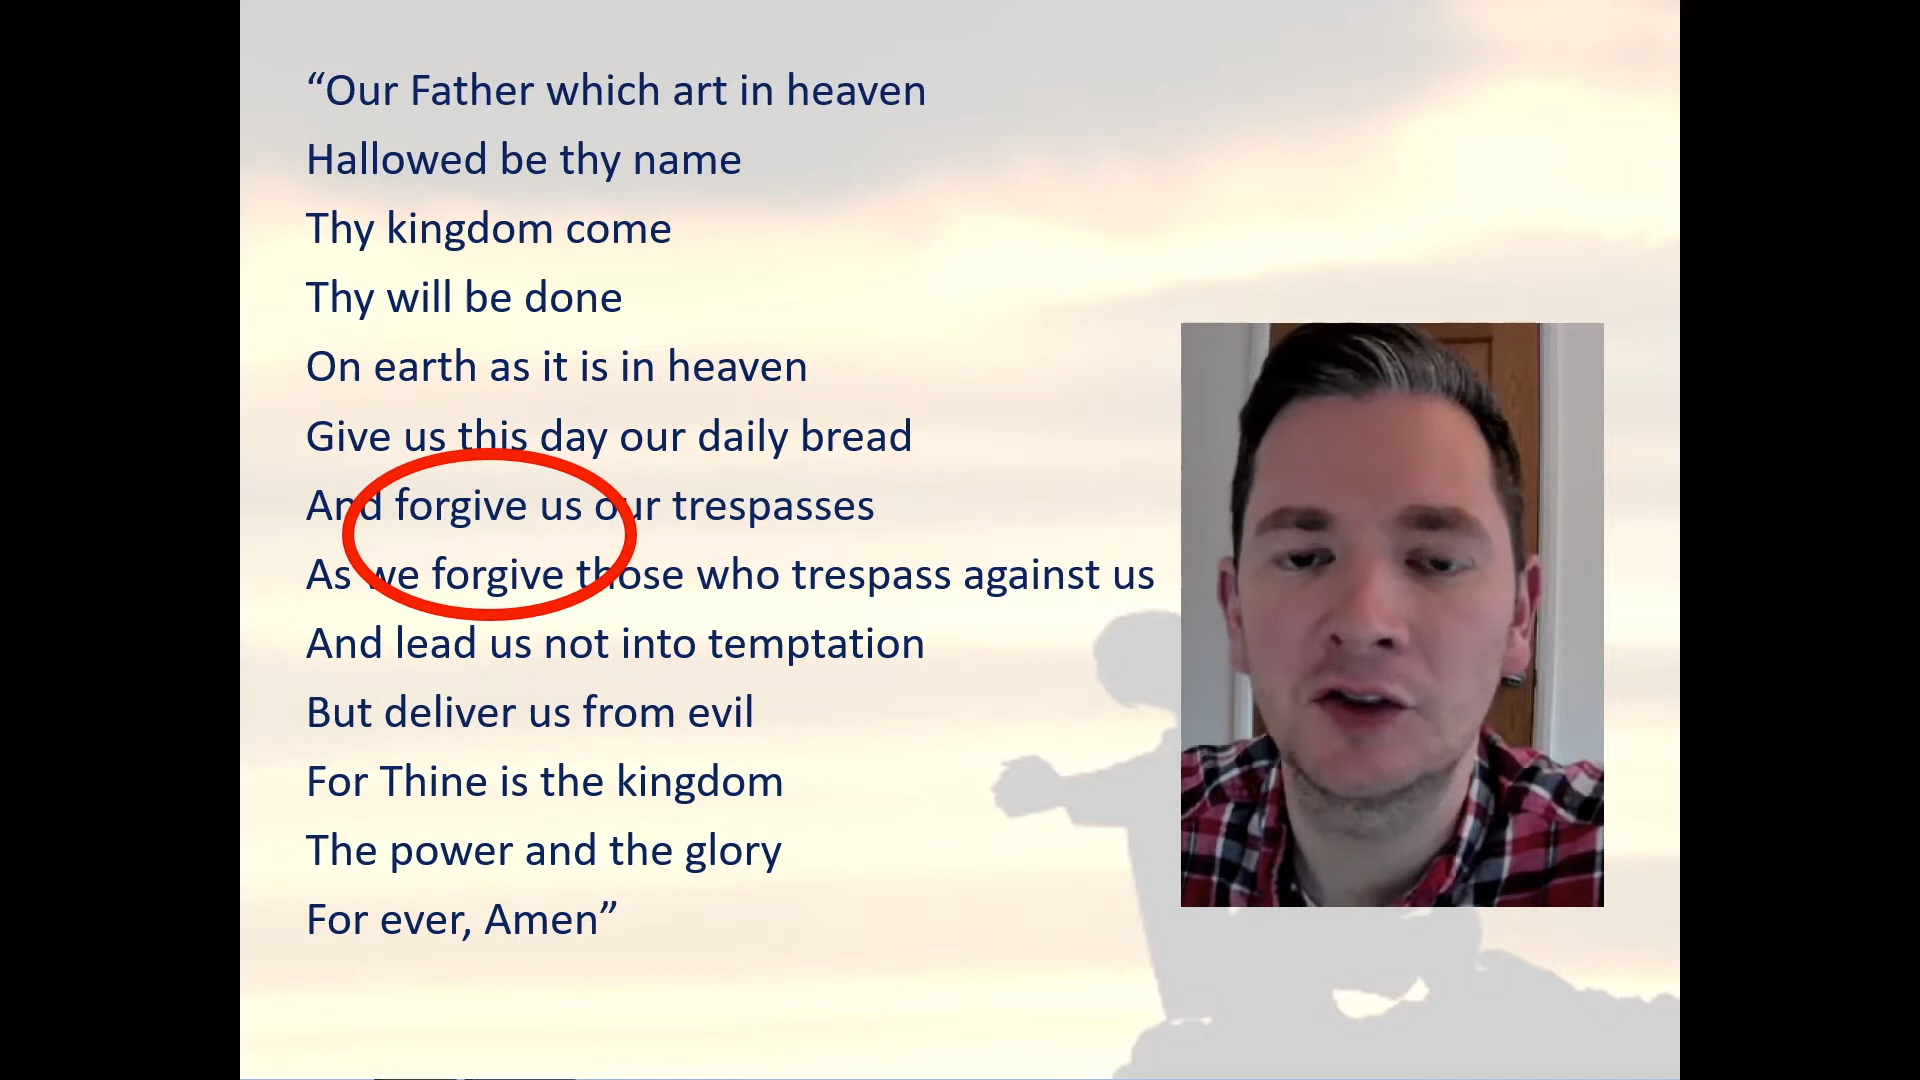 “Our Father which art in heaven
Hallowed be thy name
Thy kingdom come
Thy will be done
On earth as it is in heaven
Give us this day our daily bread
And forgive us our trespasses
As we forgive those who trespass against us
And lead us not into temptation
But deliver us from evil
For Thine is the kingdom
The power and the glory
For ever, Amen”